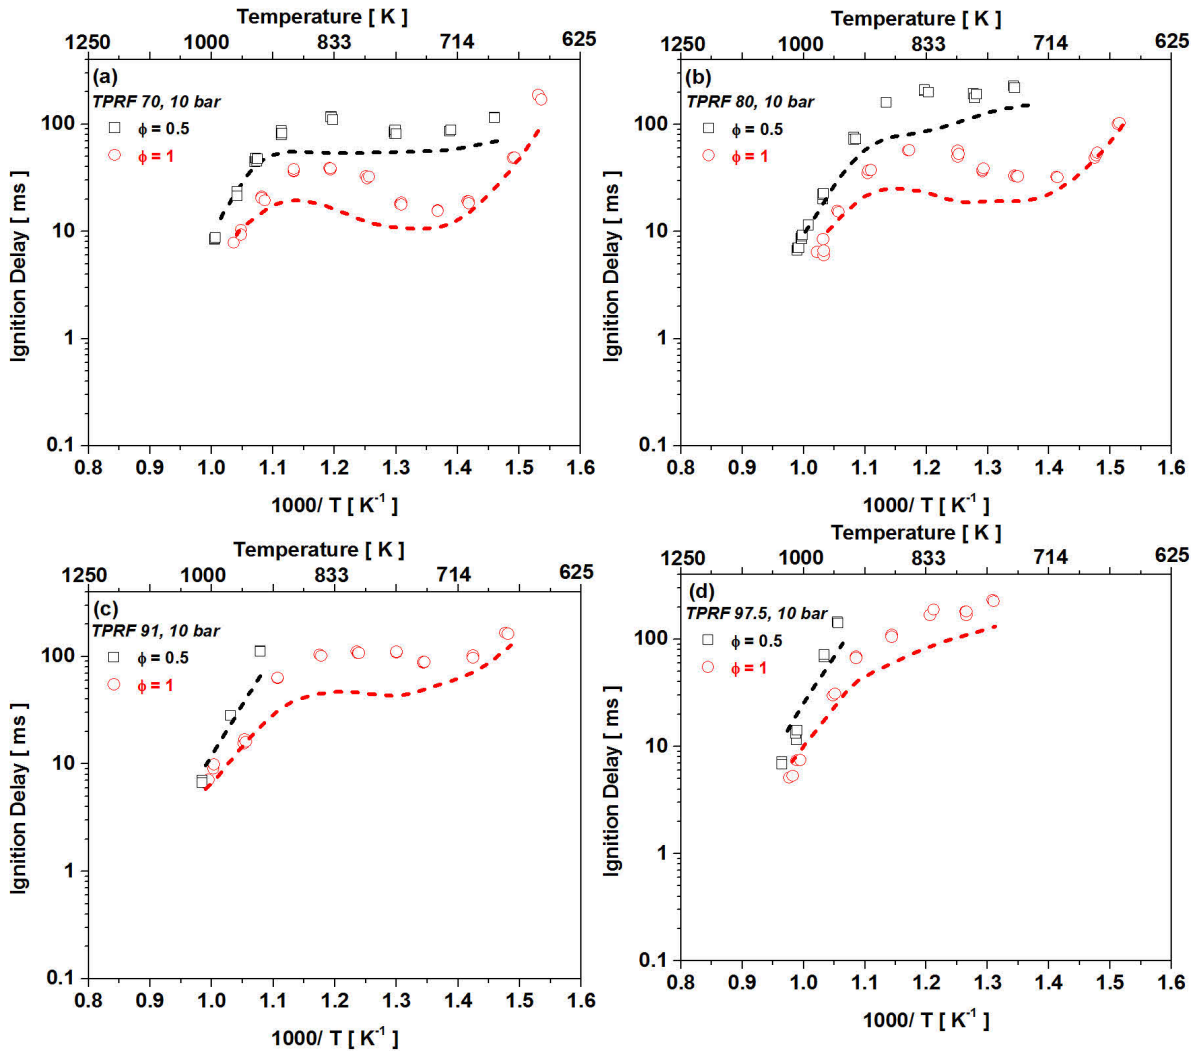 Temperature [ K ]
1250 1000 833 714 625
(a)
TPRF 70, 10 bar
ϕ = 0.5
ϕ = 1
100
10
1
0.1
Ignition Delay [ ms ]
0.8 0.9 1.0 1.1 1.2 1.3 1.4 1.5 1.6
1000/ T [ K⁻¹ ]
Temperature [ K ]
1250 1000 833 714 625
(b)
TPRF 80, 10 bar
ϕ = 0.5
ϕ = 1
100
10
1
0.1
Ignition Delay [ ms ]
0.8 0.9 1.0 1.1 1.2 1.3 1.4 1.5 1.6
1000/ T [ K⁻¹ ]
Temperature [ K ]
1250 1000 833 714 625
(c)
TPRF 91, 10 bar
ϕ = 0.5
ϕ = 1
100
10
1
0.1
Ignition Delay [ ms ]
0.8 0.9 1.0 1.1 1.2 1.3 1.4 1.5 1.6
1000/ T [ K⁻¹ ]
Temperature [ K ]
1250 1000 833 714 625
(d)
TPRF 97.5, 10 bar
ϕ = 0.5
ϕ = 1
100
10
1
0.1
Ignition Delay [ ms ]
0.8 0.9 1.0 1.1 1.2 1.3 1.4 1.5 1.6
1000/ T [ K⁻¹ ]